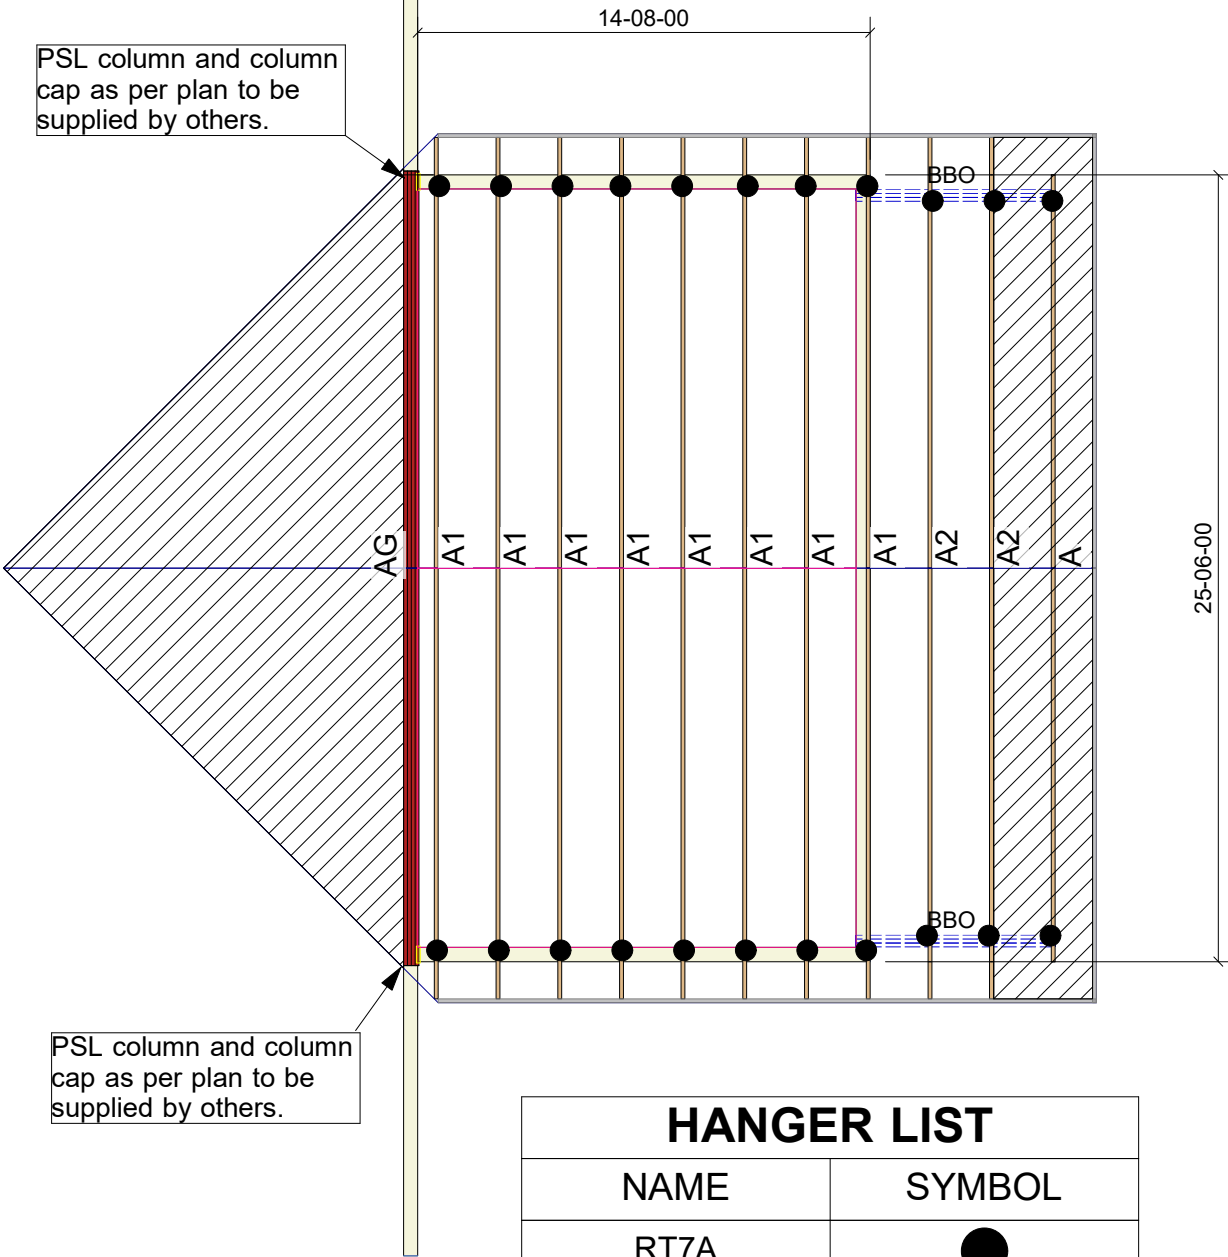 14-08-00
PSL column and column
cap as per plan to be
supplied by others.
BBO
AG
A1
A1
A1
A1
A1
A1
A1
A1
A2
A2
A
25-06-00
BBO
PSL column and column
cap as per plan to be
supplied by others.
HANGER LIST
NAME
SYMBOL
RT7A